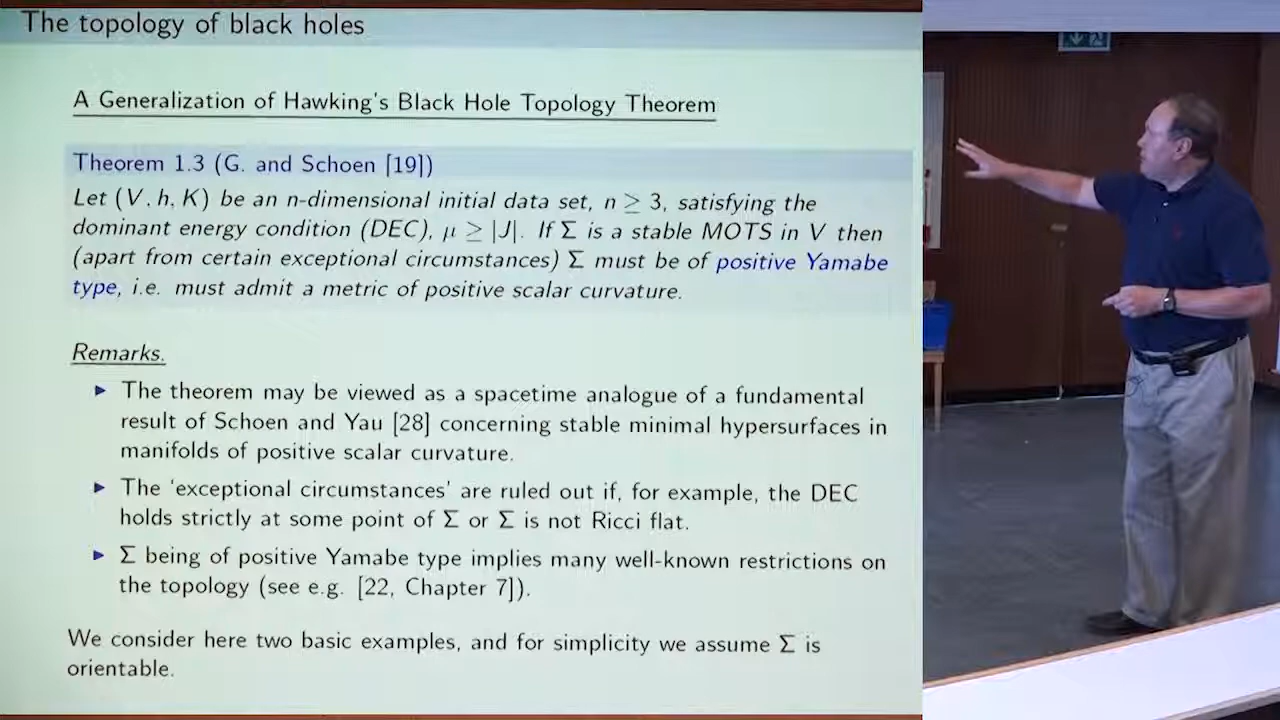 The topology of black holes
A Generalization of Hawking's Black Hole Topology Theorem
Theorem 1.3 (G. and Schoen [19])
Let (V, h, K) be an n-dimensional initial data set, n ≥ 3, satisfying the
dominant energy condition (DEC), μ ≥ |J|. If Σ is a stable MOTS in V then
(apart from certain exceptional circumstances) Σ must be of positive Yamabe
type, i.e. must admit a metric of positive scalar curvature.
Remarks.
▶ The theorem may be viewed as a spacetime analogue of a fundamental
result of Schoen and Yau [28] concerning stable minimal hypersurfaces in
manifolds of positive scalar curvature.
▶ The 'exceptional circumstances' are ruled out if, for example, the DEC
holds strictly at some point of Σ or Σ is not Ricci flat.
▶ Σ being of positive Yamabe type implies many well-known restrictions on
the topology (see e.g. [22, Chapter 7]).
We consider here two basic examples, and for simplicity we assume Σ is
orientable.